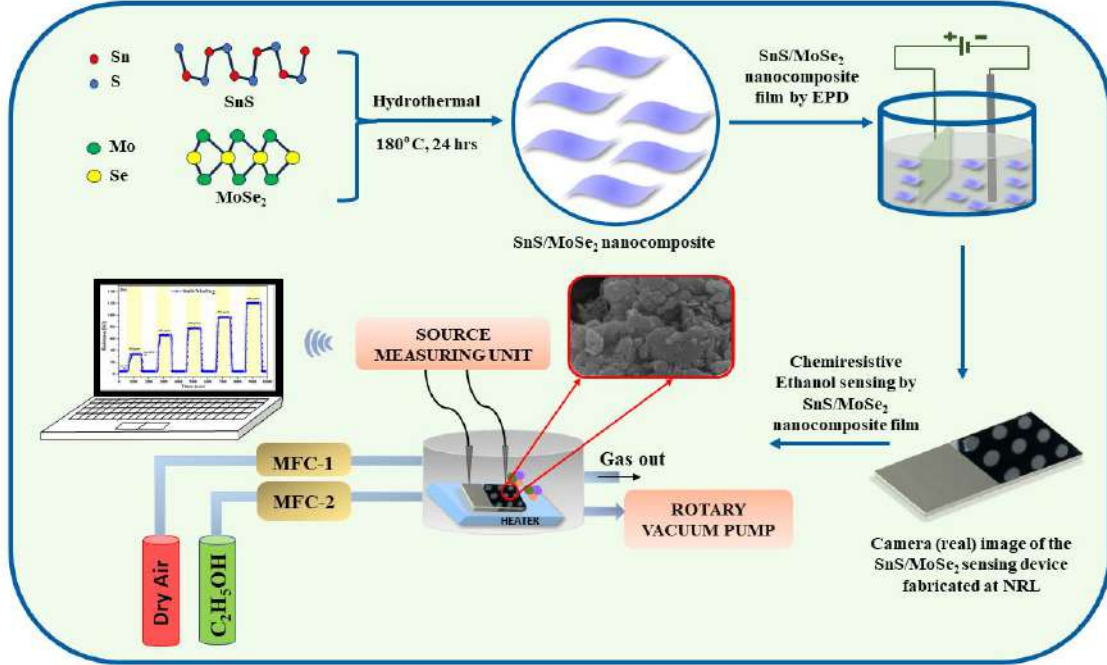 Sn
S
SnS
Mo
Se
MoSe₂
Hydrothermal
180⁰ C, 24 hrs
SnS/MoSe₂ nanocomposite
SnS/MoSe₂
nanocomposite
film by EPD
+ −
SOURCE
MEASURING UNIT
Chemiresistive
Ethanol sensing by
SnS/MoSe₂
nanocomposite film
MFC-1
MFC-2
Gas out
HEATER
ROTARY
VACUUM PUMP
Dry Air
C₂H₅OH
Camera (real) image of the
SnS/MoSe₂ sensing device
fabricated at NRL